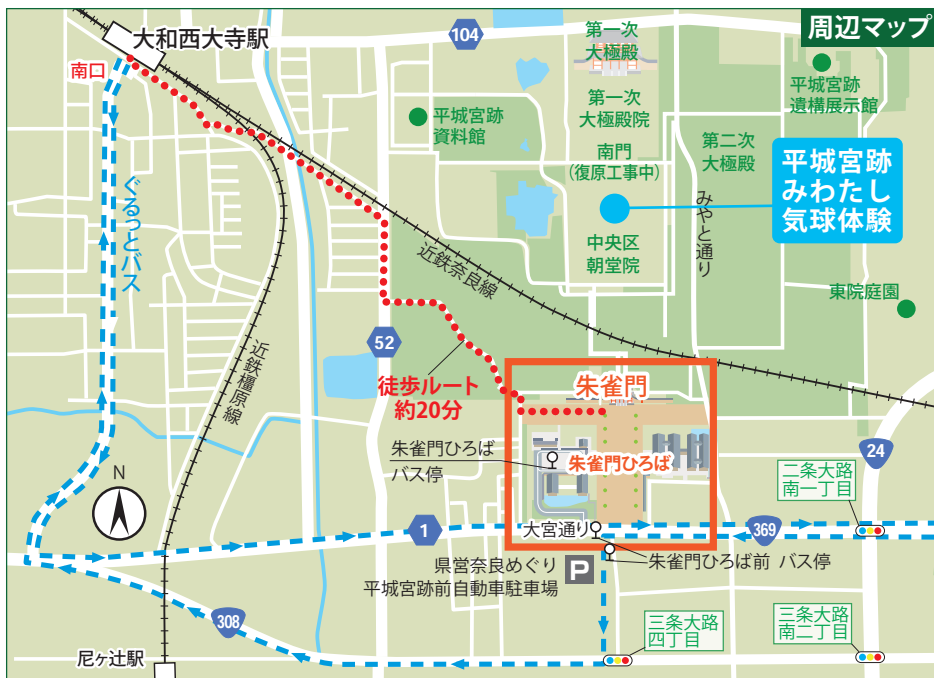 周辺マップ
大和西大寺駅
南口
104
第一次
大極殿
第一次
大極殿院
南門
(復原工事中)
平城宮跡
資料館
平城宮跡
遺構展示館
第二次
大極殿
平城宮跡
みわたし
気球体験
みやと通り
中央区
朝堂院
東院庭園
ぐるっとバス
近鉄奈良線
近鉄橿原線
52
徒歩ルート
約20分
朱雀門
朱雀門ひろば
バス停
朱雀門ひろば
24
二条大路
南一丁目
N
1
大宮通り
369
県営奈良めぐり
平城宮跡前自動車駐車場
P
朱雀門ひろば前 バス停
308
三条大路
四丁目
三条大路
南二丁目
尼ヶ辻駅